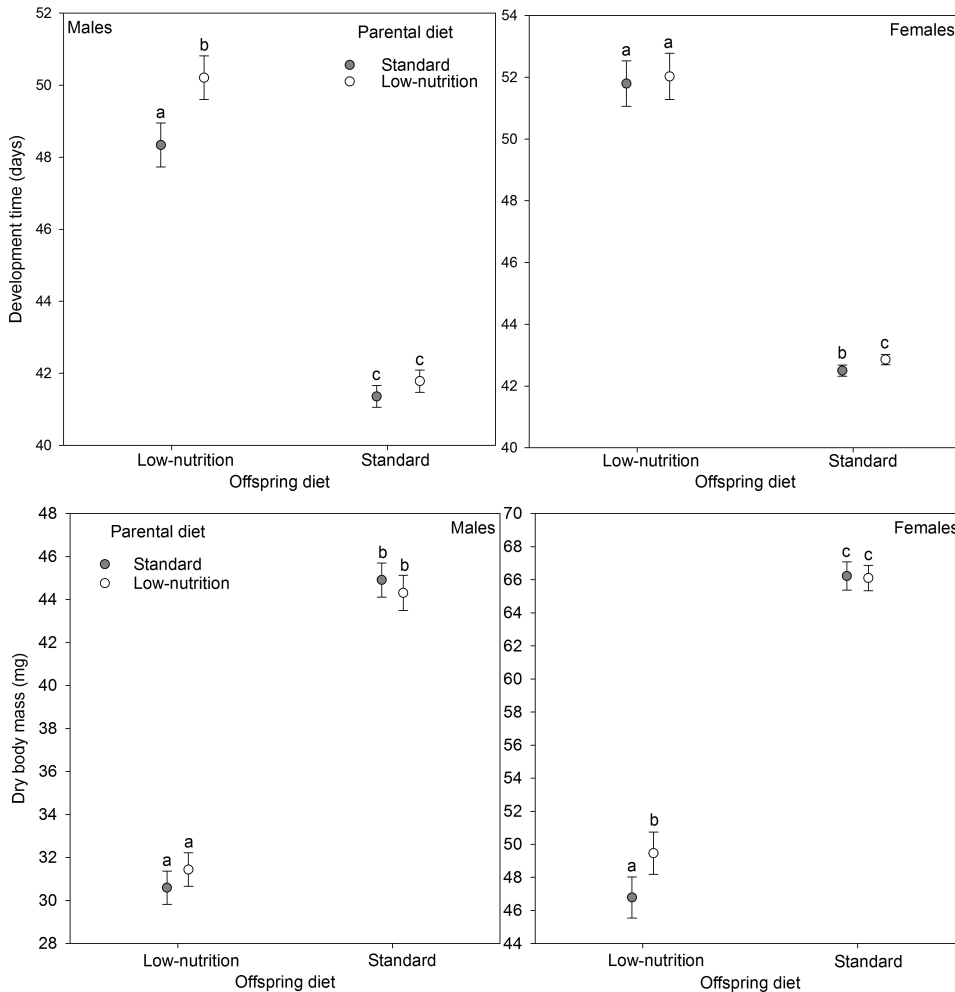 Males
Parental diet
Standard
Low-nutrition
Development time (days)
52
50
48
46
44
42
40
a
b
c
c
Low-nutrition
Standard
Offspring diet
Females
54
52
50
48
46
44
42
40
a
a
b
c
Low-nutrition
Standard
Offspring diet
Males
Parental diet
Standard
Low-nutrition
Dry body mass (mg)
48
46
44
42
40
38
36
34
32
30
28
a
a
b
b
Low-nutrition
Standard
Offspring diet
Females
70
68
66
64
62
60
58
56
54
52
50
48
46
44
a
b
c
c
Low-nutrition
Standard
Offspring diet